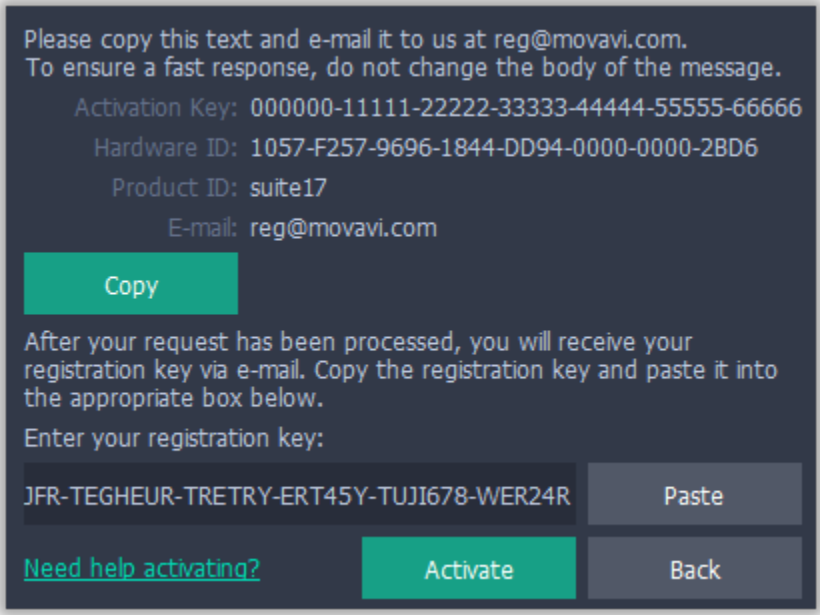 Please copy this text and e-mail it to us at reg@movavi.com.
To ensure a fast response, do not change the body of the message.
Activation Key: 000000-11111-22222-33333-44444-55555-66666
Hardware ID: 1057-F257-9696-1844-DD94-0000-0000-2BD6
Product ID: suite17
E-mail: reg@movavi.com
Copy
After your request has been processed, you will receive your
registration key via e-mail. Copy the registration key and paste it into
the appropriate box below.
Enter your registration key:
JFR-TEGHEUR-TRETRY-ERT45Y-TUJI678-WER24R Paste
Need help activating? Activate Back